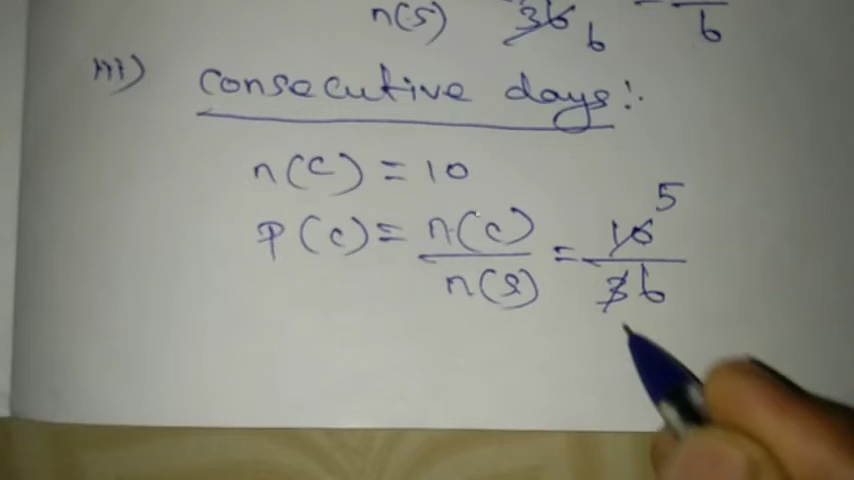 n(s) 36 6 = 6
iii) consecutive days:
n(c) = 10
5
P(c) = n(c) / n(s) = 10 / 36